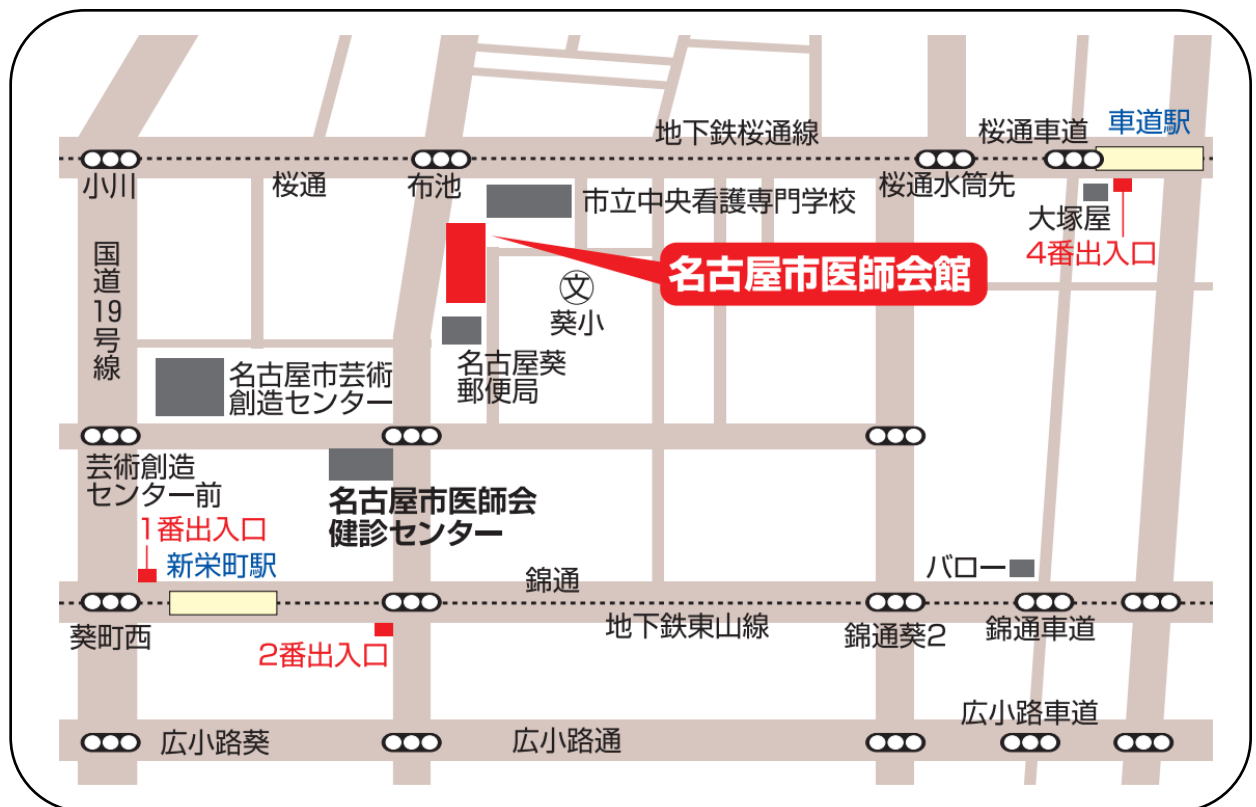 地下鉄桜通線
桜通車道
車道駅
小川
桜通
布池
桜通水筒先
市立中央看護専門学校
大塚屋
4番出入口
国道19号線
名古屋市医師会館
文
葵小
名古屋葵
郵便局
名古屋市芸術
創造センター
芸術創造
センター前
名古屋市医師会
健診センター
1番出入口
新栄町駅
錦通
バロー
葵町西
地下鉄東山線
錦通葵2
錦通車道
2番出入口
広小路車道
広小路葵
広小路通